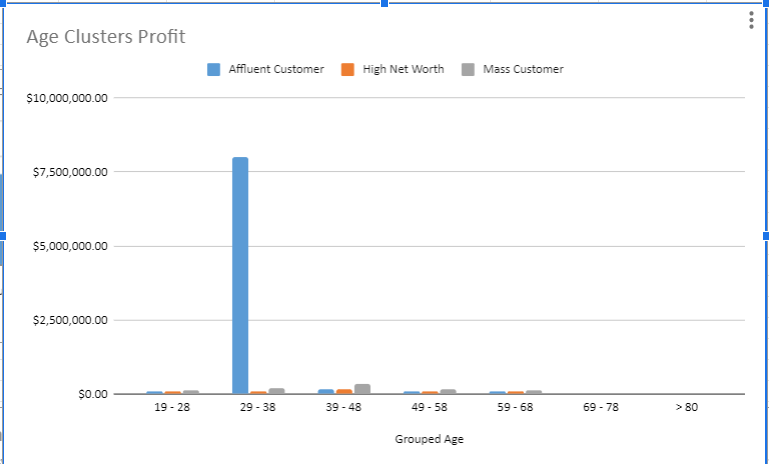 Age Clusters Profit
Affluent Customer High Net Worth Mass Customer
$10,000,000.00
$7,500,000.00
$5,000,000.00
$2,500,000.00
$0.00
19 - 28 29 - 38 39 - 48 49 - 58 59 - 68 69 - 78 > 80
Grouped Age